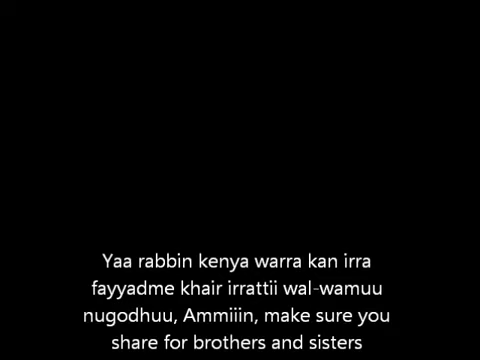 Yaa rabbin kenya warra kan irra
fayyadme khair irrattii wal-wamuu
nugodhuu, Ammiiin, make sure you
share for brothers and sisters